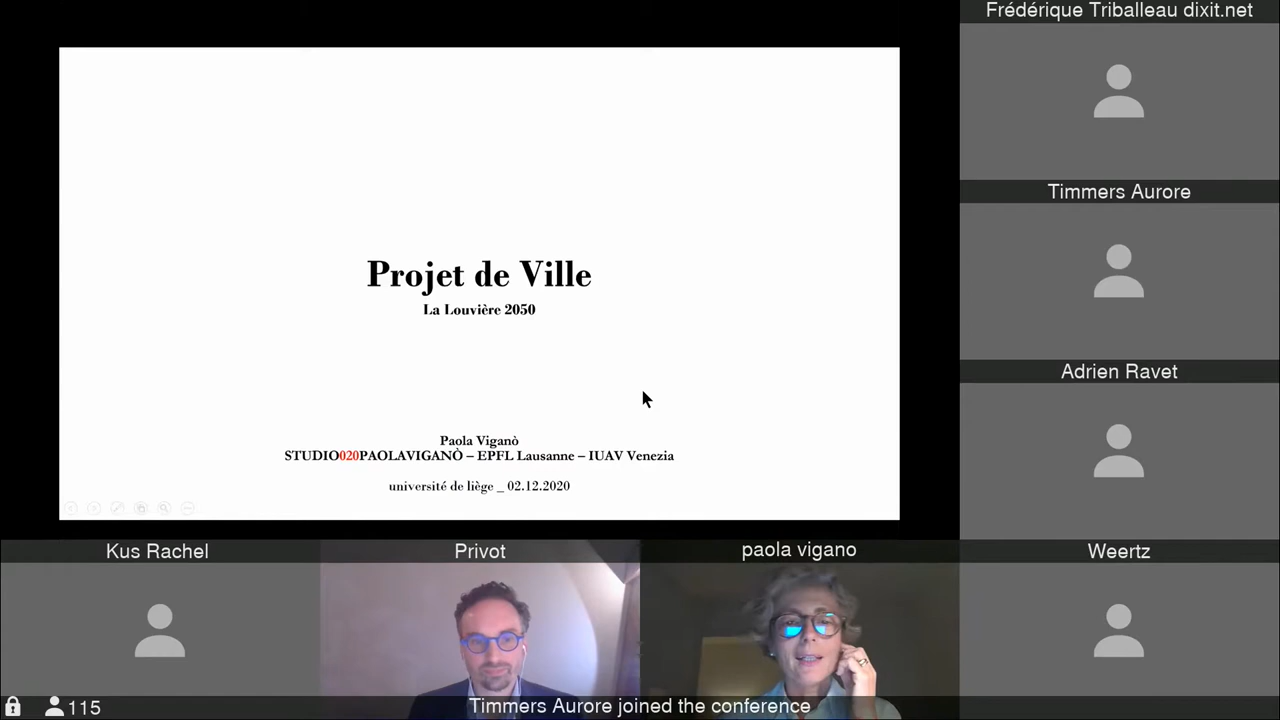 Frédérique Triballeau dixit.net
Projet de Ville
La Louvière 2050
Paola Viganò
STUDIO020PAOLAVIGANÒ – EPFL Lausanne – IUAV Venezia
université de liège _ 02.12.2020
Timmers Aurore
Adrien Ravet
Kus Rachel
Privot
paola vigano
Weertz
115
Timmers Aurore joined the conference